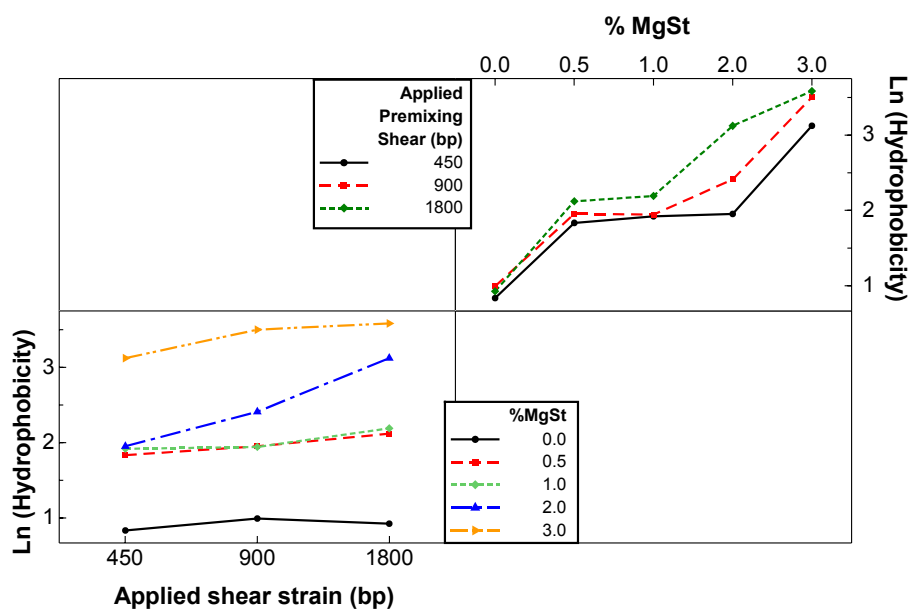 % MgSt
0.0 0.5 1.0 2.0 3.0
Applied
Premixing
Shear (bp)
450
900
1800
3
2
1
Ln (Hydrophobicity)
Ln (Hydrophobicity)
3
2
1
%MgSt
0.0
0.5
1.0
2.0
3.0
450 900 1800
Applied shear strain (bp)